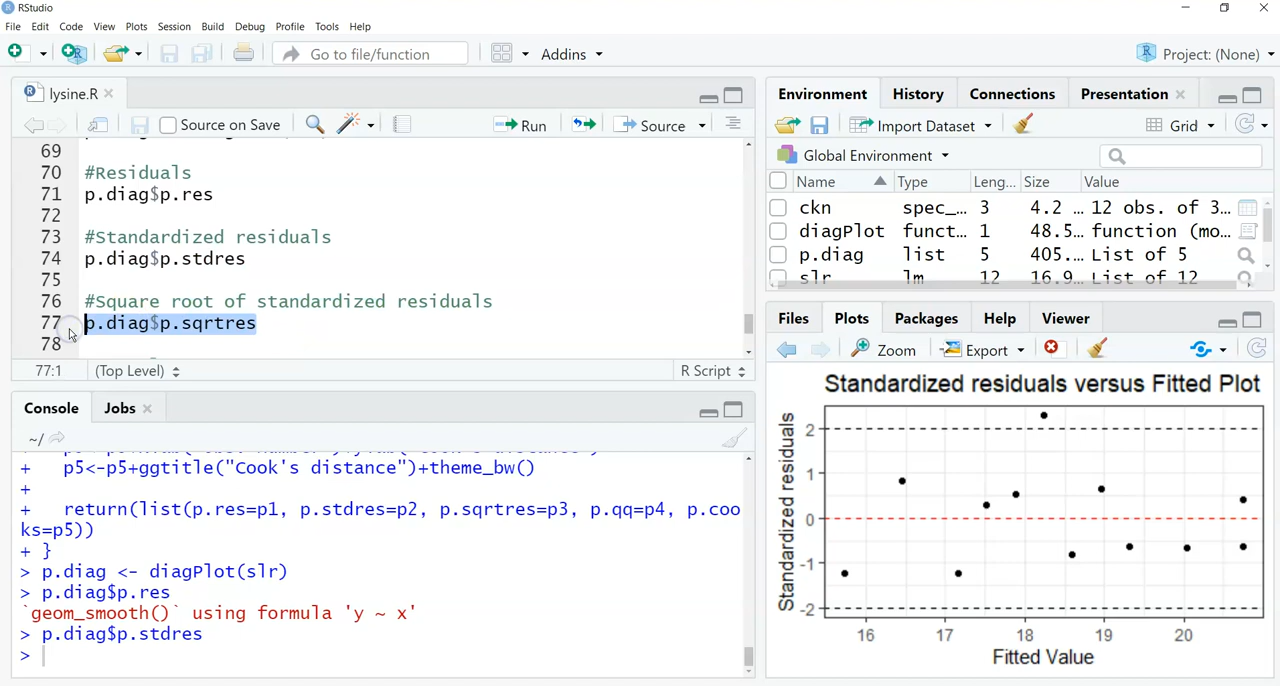 RStudio
File Edit Code View Plots Session Build Debug Profile Tools Help
Go to file/function
Addins
Project: (None)
lysine.R
Source on Save
Run
Source
69
70 #Residuals
71 p.diag$p.res
72
73 #Standardized residuals
74 p.diag$p.stdres
75
76 #Square root of standardized residuals
77 p.diag$p.sqrtres
78
77:1 (Top Level) R Script
Console Jobs
~/
+ p5<-p5+ggtitle("Cook's distance")+theme_bw()
+
+ return(list(p.res=p1, p.stdres=p2, p.sqrtres=p3, p.qq=p4, p.coo
ks=p5))
+ }
> p.diag <- diagPlot(slr)
> p.diag$p.res
`geom_smooth()` using formula 'y ~ x'
> p.diag$p.stdres
>
Environment History Connections Presentation
Import Dataset
Grid
Global Environment
Name Type Leng... Size Value
ckn spec_... 3 4.2 ... 12 obs. of 3...
diagPlot funct... 1 48.5... function (mo...
p.diag list 5 405.... List of 5
slr lm 12 16.9... List of 12
Files Plots Packages Help Viewer
Zoom Export
Standardized residuals versus Fitted Plot
Standardized residuals
2
1
0
-1
-2
16 17 18 19 20
Fitted Value